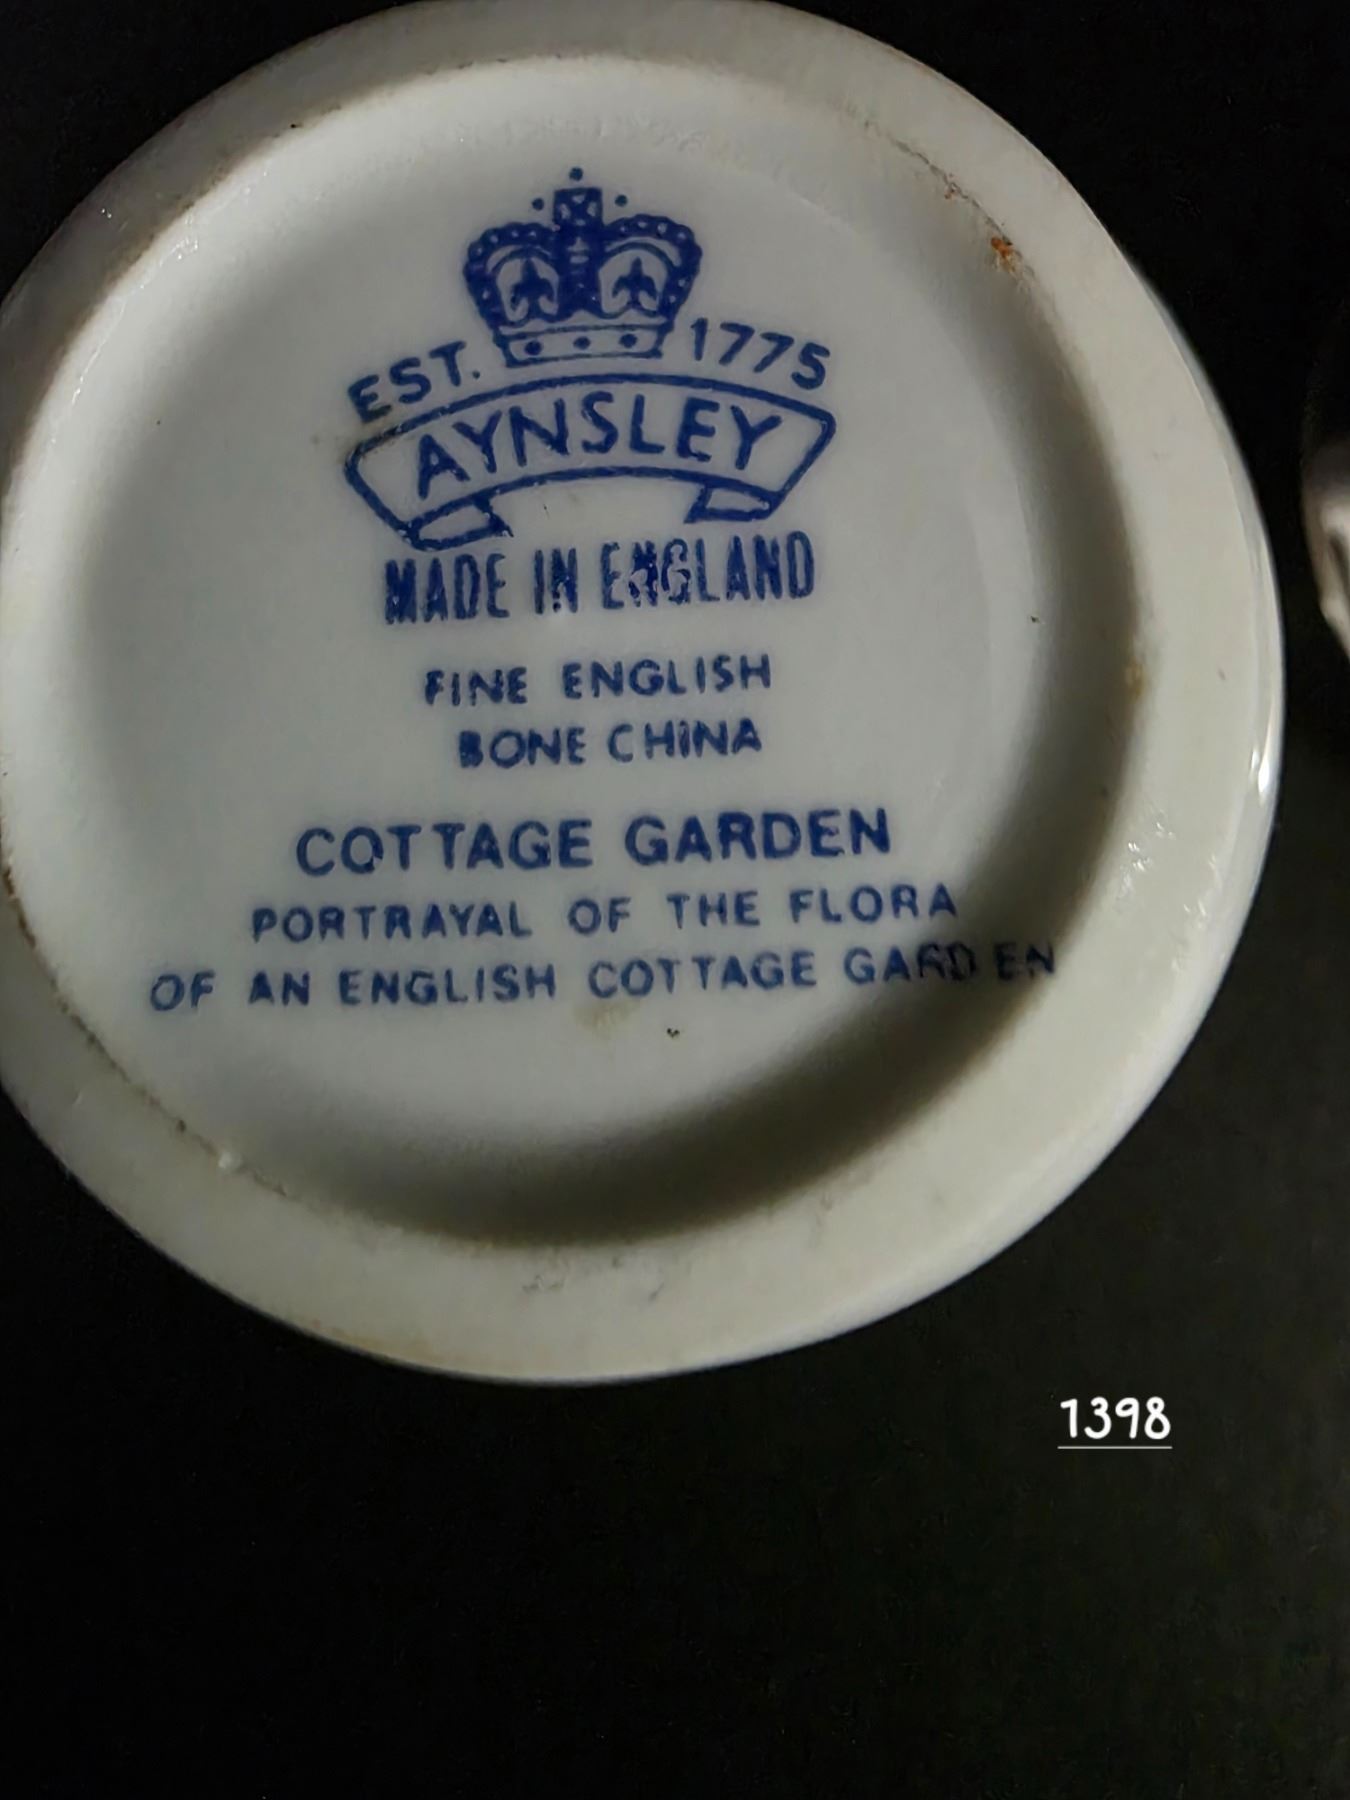 EST. 1775
AYNSLEY
MADE IN ENGLAND
FINE ENGLISH
BONE CHINA
COTTAGE GARDEN
PORTRAYAL OF THE FLORA
OF AN ENGLISH COTTAGE GARDEN
1398